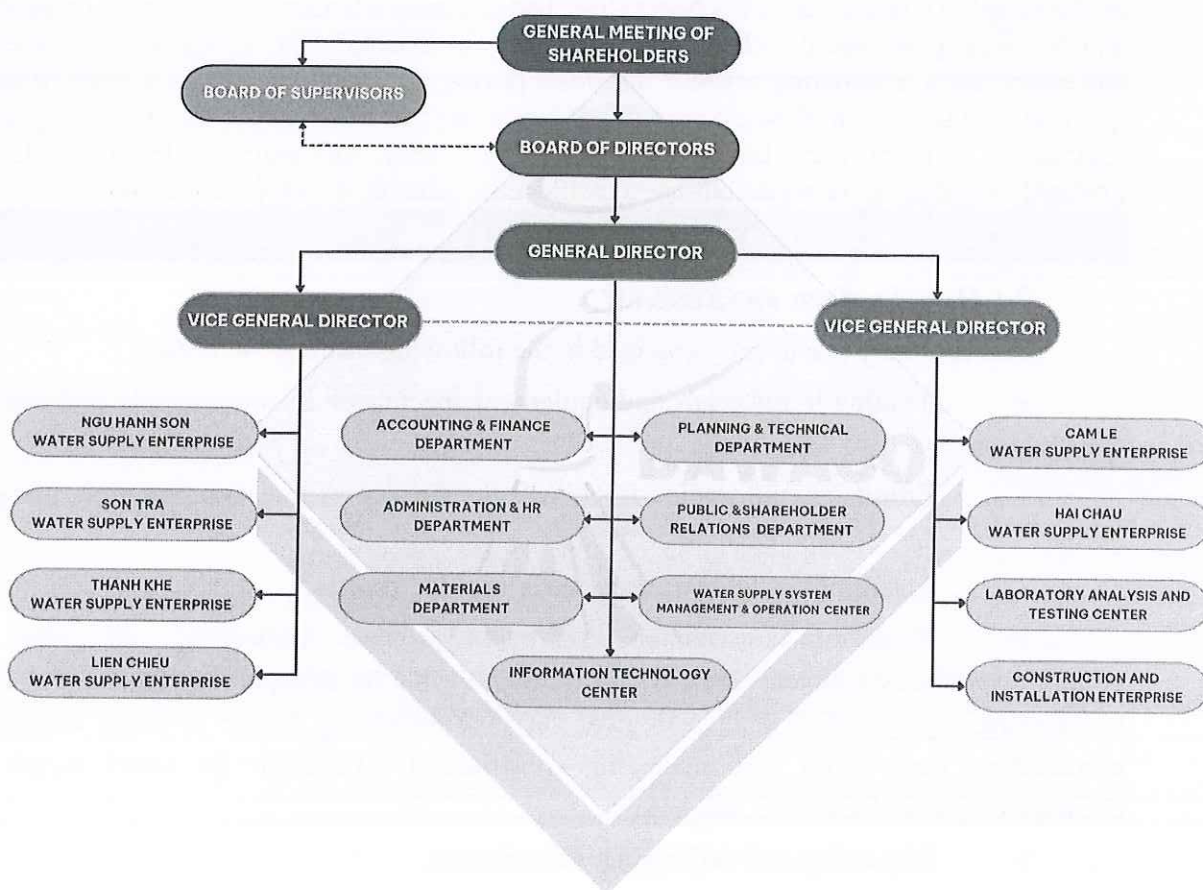 GENERAL MEETING OF
SHAREHOLDERS
BOARD OF SUPERVISORS
BOARD OF DIRECTORS
GENERAL DIRECTOR
VICE GENERAL DIRECTOR
VICE GENERAL DIRECTOR
NGU HANH SON
WATER SUPPLY ENTERPRISE
SON TRA
WATER SUPPLY ENTERPRISE
THANH KHE
WATER SUPPLY ENTERPRISE
LIEN CHIEU
WATER SUPPLY ENTERPRISE
ACCOUNTING & FINANCE
DEPARTMENT
PLANNING & TECHNICAL
DEPARTMENT
ADMINISTRATION & HR
DEPARTMENT
PUBLIC &SHAREHOLDER
RELATIONS DEPARTMENT
MATERIALS
DEPARTMENT
WATER SUPPLY SYSTEM
MANAGEMENT & OPERATION CENTER
INFORMATION TECHNOLOGY
CENTER
CAM LE
WATER SUPPLY ENTERPRISE
HAI CHAU
WATER SUPPLY ENTERPRISE
LABORATORY ANALYSIS AND
TESTING CENTER
CONSTRUCTION AND
INSTALLATION ENTERPRISE